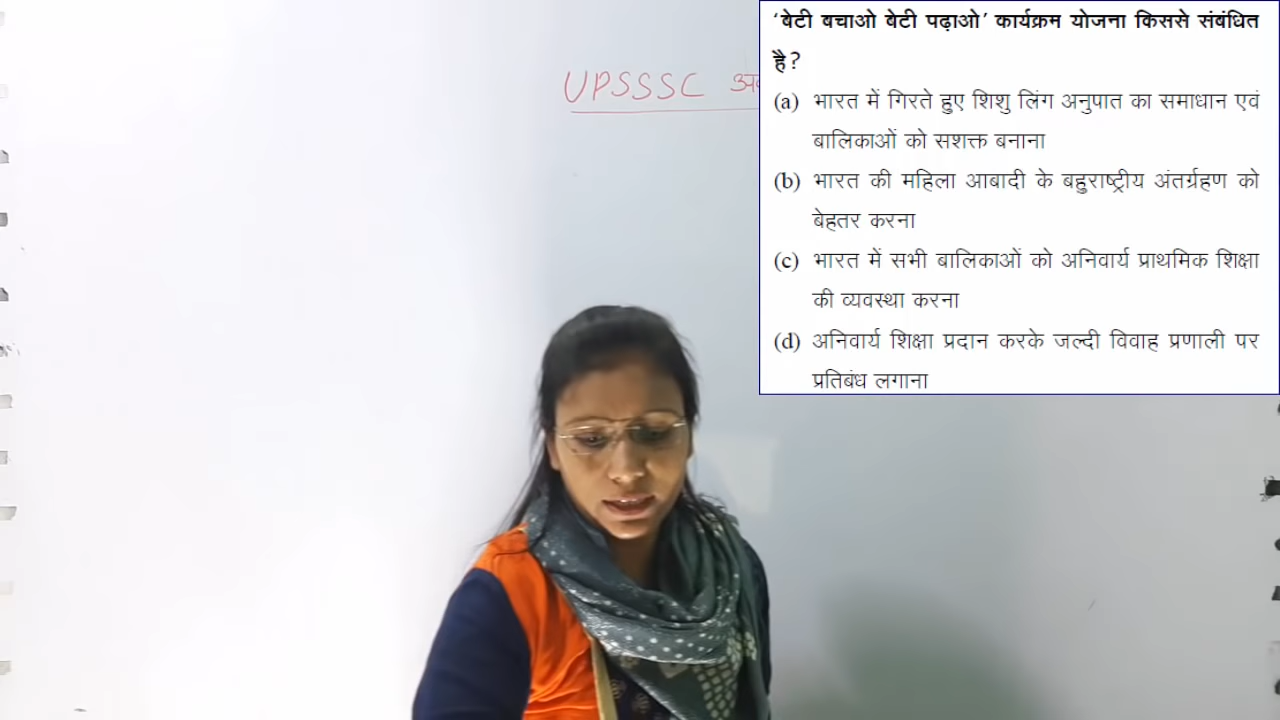 UPSSSC
‘बेटी बचाओ बेटी पढ़ाओ’ कार्यक्रम योजना किससे संबंधित
है?
(a) भारत में गिरते हुए शिशु लिंग अनुपात का समाधान एवं
बालिकाओं को सशक्त बनाना
(b) भारत की महिला आबादी के बहुराष्ट्रीय अंतर्ग्रहण को
बेहतर करना
(c) भारत में सभी बालिकाओं को अनिवार्य प्राथमिक शिक्षा
की व्यवस्था करना
(d) अनिवार्य शिक्षा प्रदान करके जल्दी विवाह प्रणाली पर
प्रतिबंध लगाना